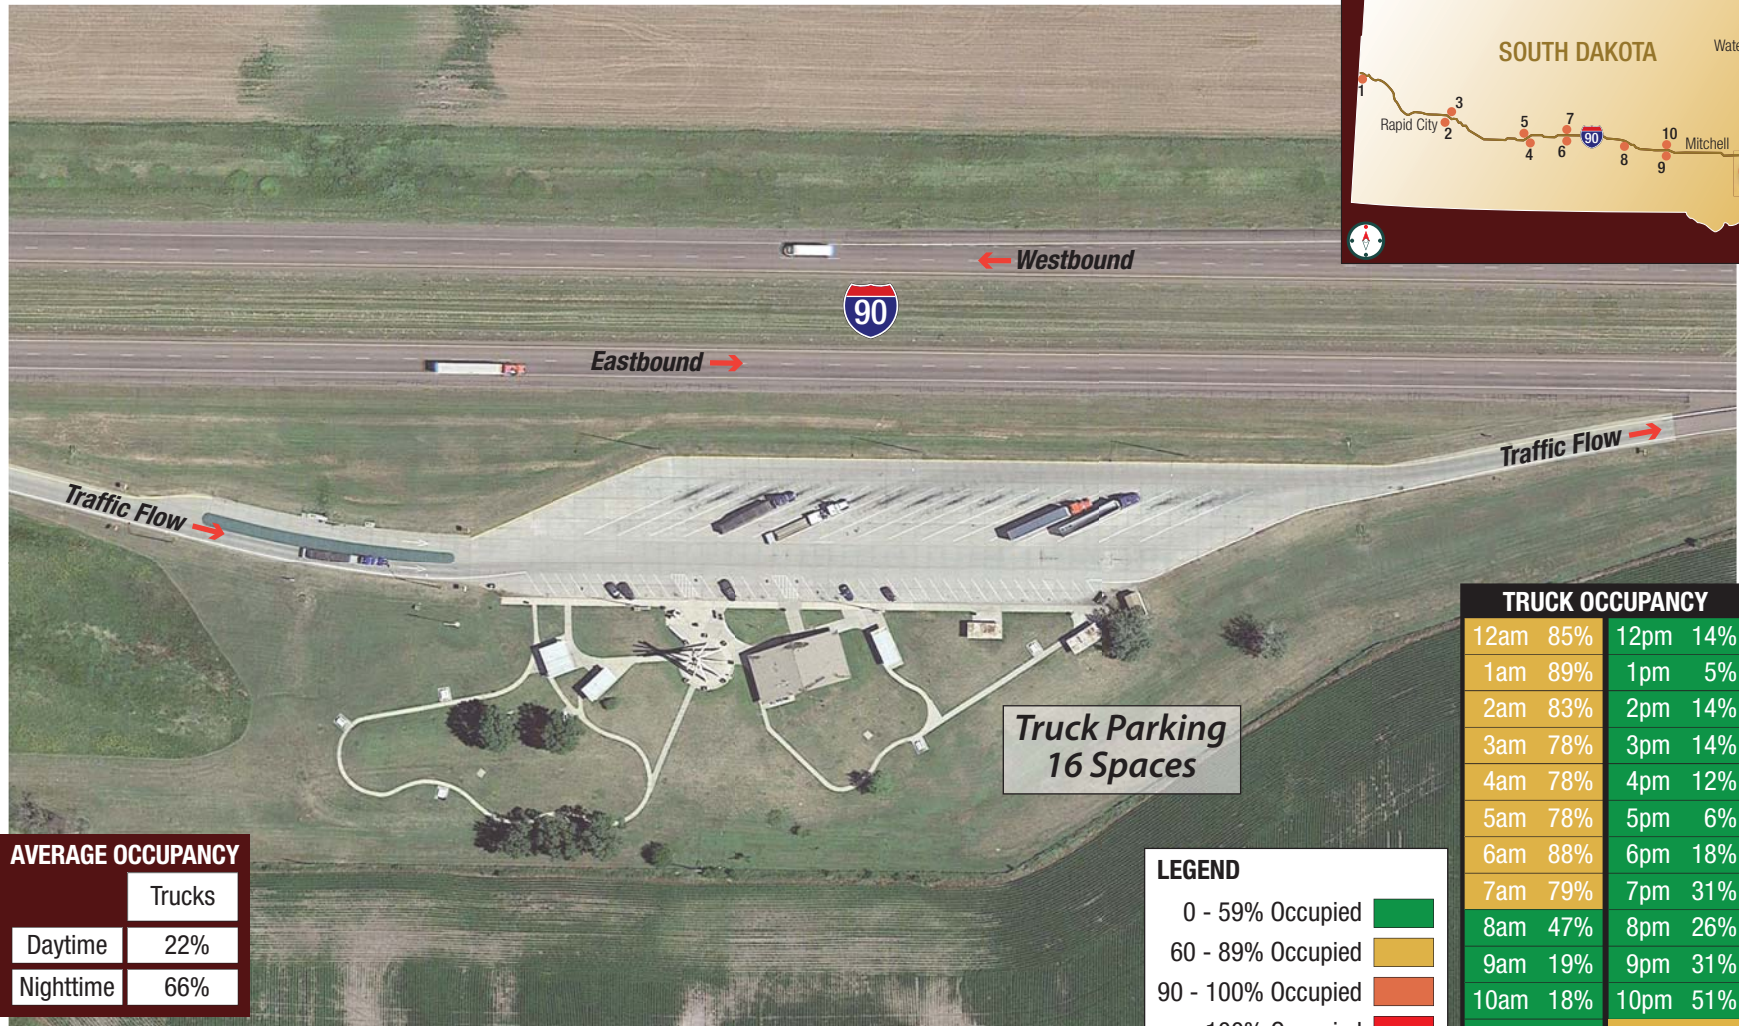 SOUTH DAKOTA
1
3
Rapid City
2
5
4
7
6
90
8
10
9
Mitchell
Westbound
90
Eastbound
Traffic Flow
Traffic Flow
Truck Parking
16 Spaces
AVERAGE OCCUPANCY
Trucks
Daytime 22%
Nighttime 66%
LEGEND
0 - 59% Occupied
60 - 89% Occupied
90 - 100% Occupied
TRUCK OCCUPANCY
12am 85% 12pm 14%
1am 89% 1pm 5%
2am 83% 2pm 14%
3am 78% 3pm 14%
4am 78% 4pm 12%
5am 78% 5pm 6%
6am 88% 6pm 18%
7am 79% 7pm 31%
8am 47% 8pm 26%
9am 19% 9pm 31%
10am 18% 10pm 51%